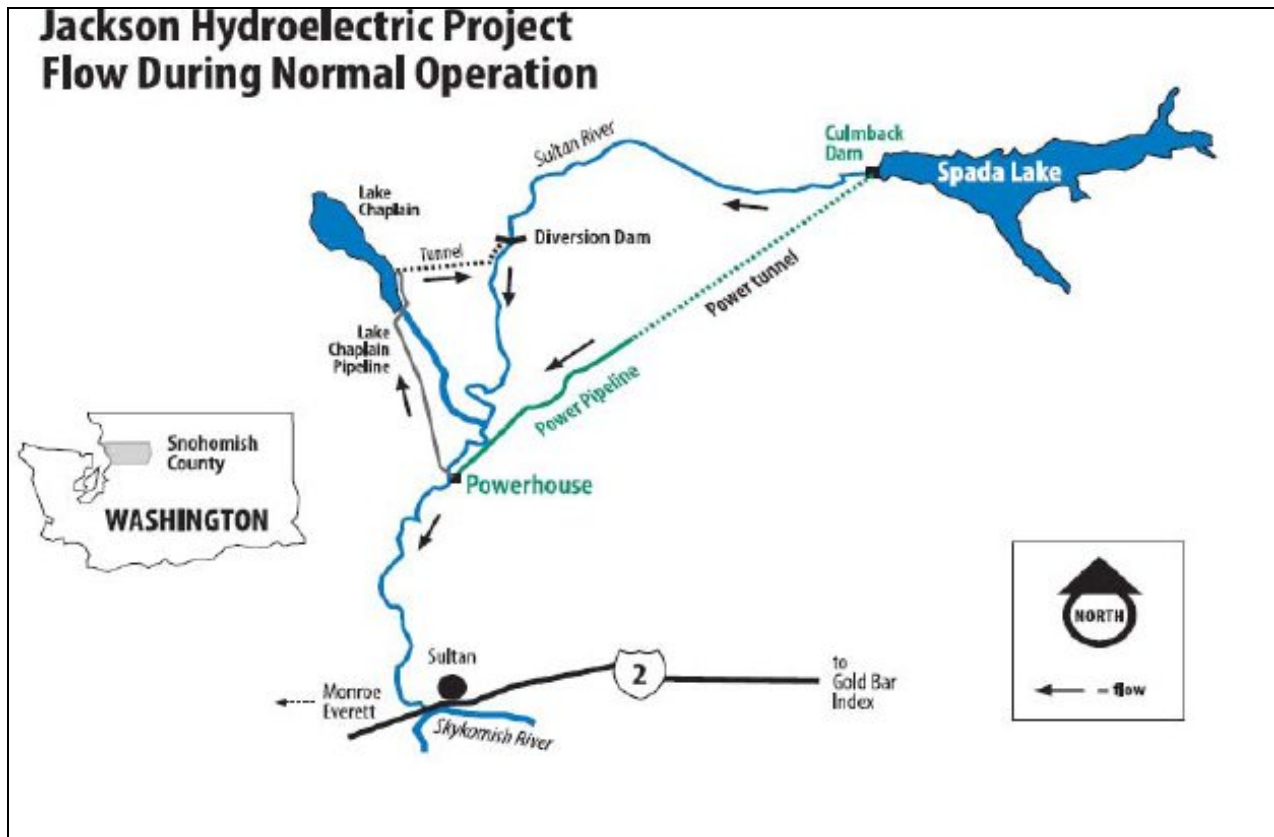 Jackson Hydroelectric Project
Flow During Normal Operation
Sultan River
Culmback
Dam
Spada Lake
Lake
Chaplain
Tunnel
Diversion Dam
Power tunnel
Lake
Chaplain
Pipeline
Power Pipeline
Snohomish
County
WASHINGTON
Powerhouse
NORTH
Sultan
2
to
Gold Bar
Index
Monroe
Everett
Skykomish River
= flow